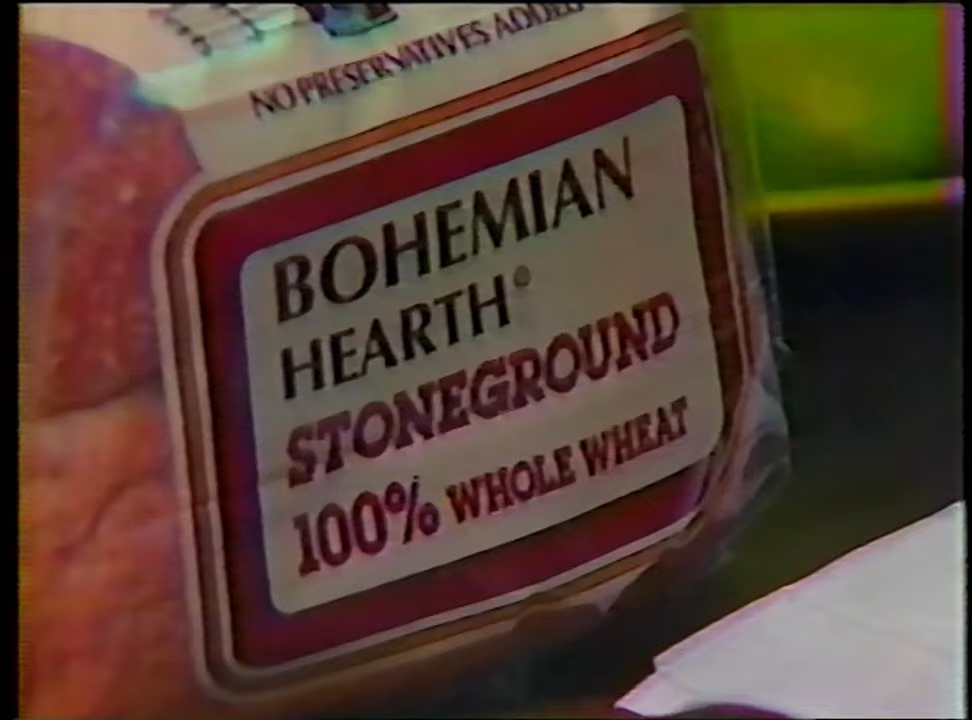 NO PRESERVATIVES ADDED
BOHEMIAN
HEARTH®
STONEGROUND
100% WHOLE WHEAT